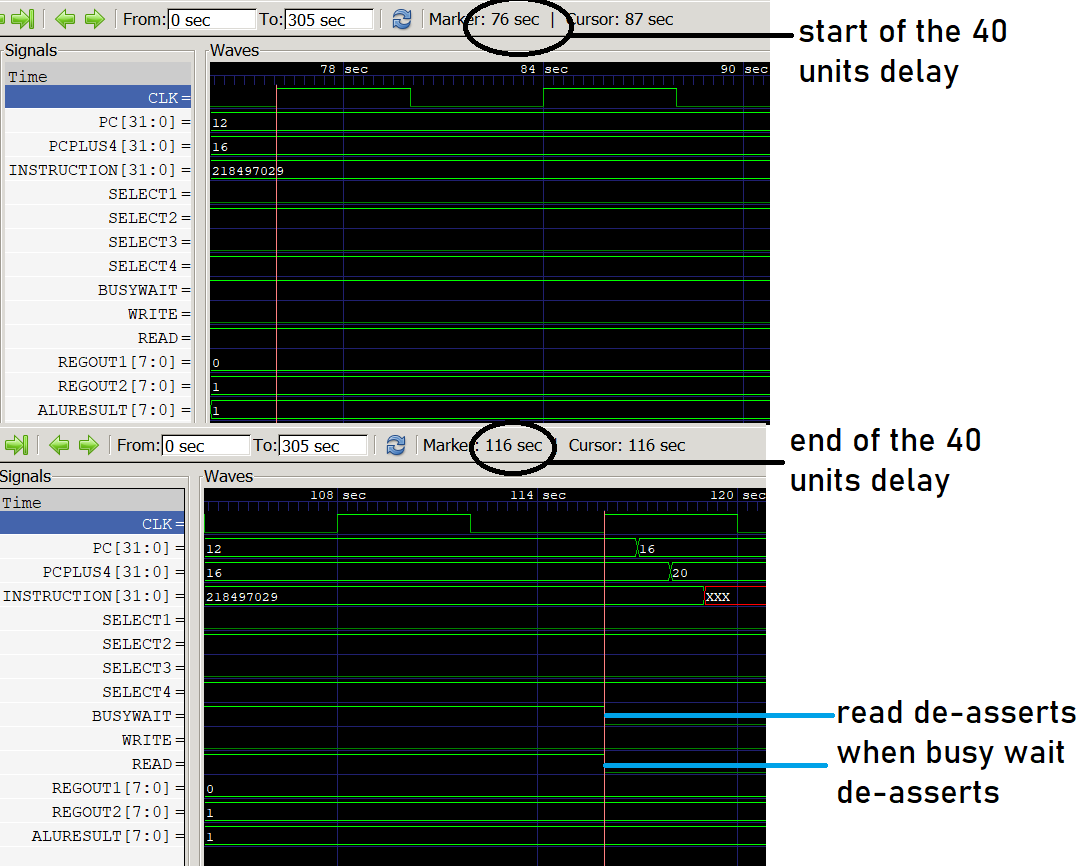 From: 0 sec To: 305 sec Marker: 76 sec | Cursor: 87 sec
start of the 40
units delay
Signals
Waves
Time
78 sec 84 sec 90 sec
CLK =
PC[31:0] = 12
PCPLUS4[31:0] = 16
INSTRUCTION[31:0] = 218497029
SELECT1 =
SELECT2 =
SELECT3 =
SELECT4 =
BUSYWAIT =
WRITE =
READ =
REGOUT1[7:0] = 0
REGOUT2[7:0] = 1
ALURESULT[7:0] = 1
From: 0 sec To: 305 sec Marker: 116 sec | Cursor: 116 sec
end of the 40
units delay
Signals
Waves
Time
108 sec 114 sec 120 sec
CLK =
PC[31:0] = 12 16
PCPLUS4[31:0] = 16 20
INSTRUCTION[31:0] = 218497029 XXX
SELECT1 =
SELECT2 =
SELECT3 =
SELECT4 =
BUSYWAIT =
WRITE =
READ =
REGOUT1[7:0] = 0
REGOUT2[7:0] = 1
ALURESULT[7:0] = 1
read de-asserts
when busy wait
de-asserts